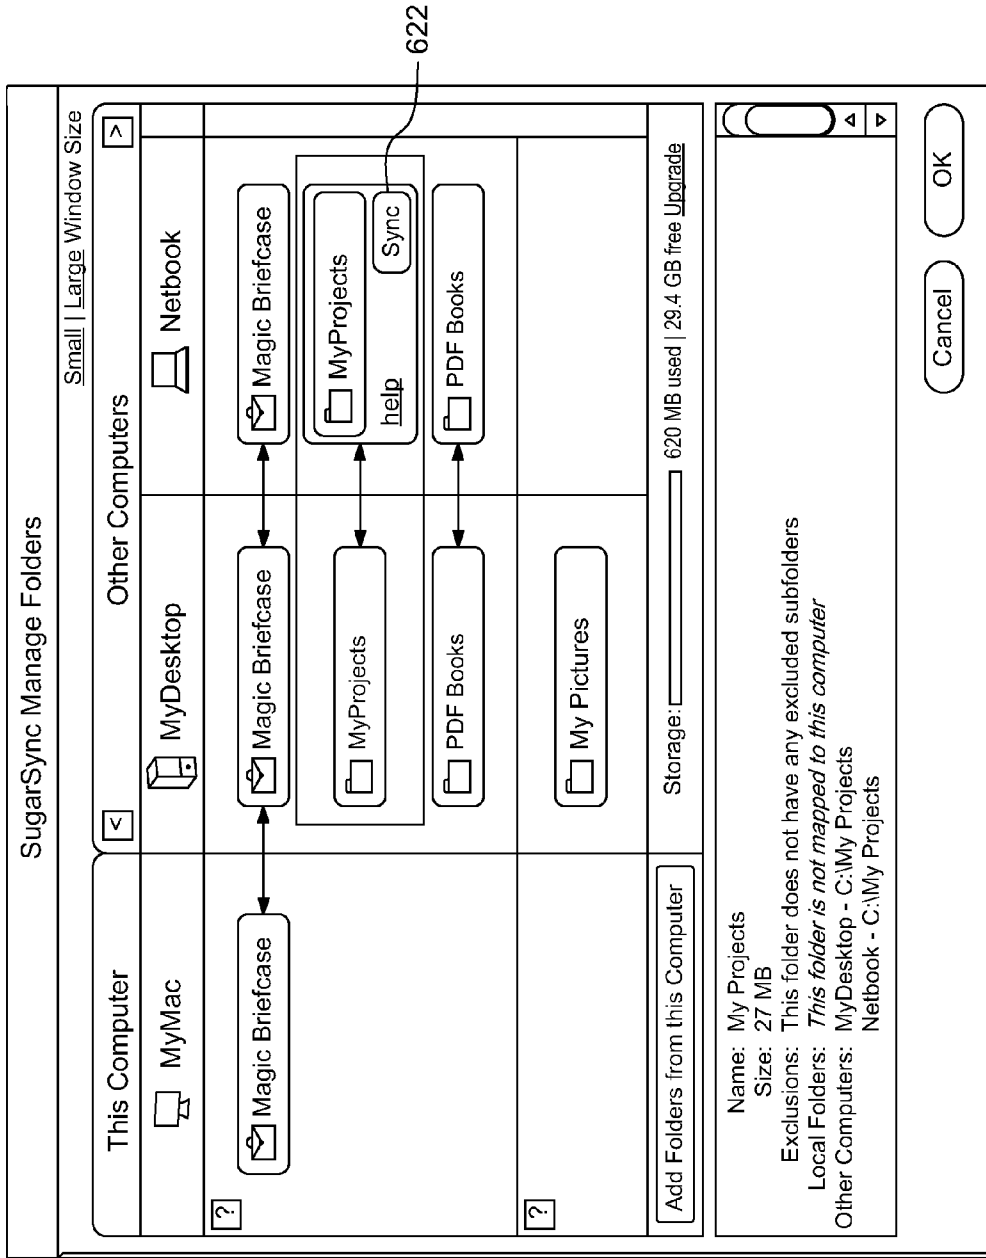 SugarSync Manage Folders
Small | Large Window Size
This Computer
<
Other Computers
>
MyMac
MyDesktop
Netbook
?
Magic Briefcase
Magic Briefcase
Magic Briefcase
MyProjects
MyProjects
help
Sync
622
PDF Books
PDF Books
?
My Pictures
Add Folders from this Computer
Storage:
620 MB used | 29.4 GB free Upgrade
Name: My Projects
Size: 27 MB
Exclusions: This folder does not have any excluded subfolders
Local Folders: This folder is not mapped to this computer
Other Computers: MyDesktop - C:\My Projects
Netbook - C:\My Projects
Cancel
OK